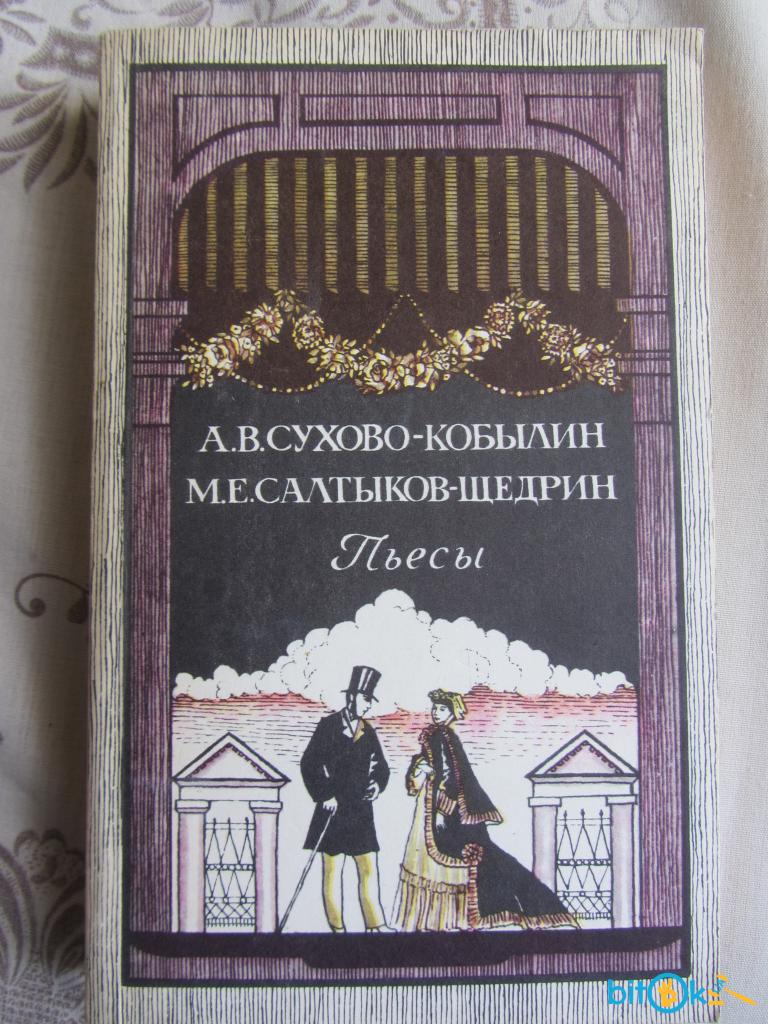 А.В.СУХОВО-КОБЫЛИН
М.Е.САЛТЫКОВ-ЩЕДРИН
Пьесы
bitOk